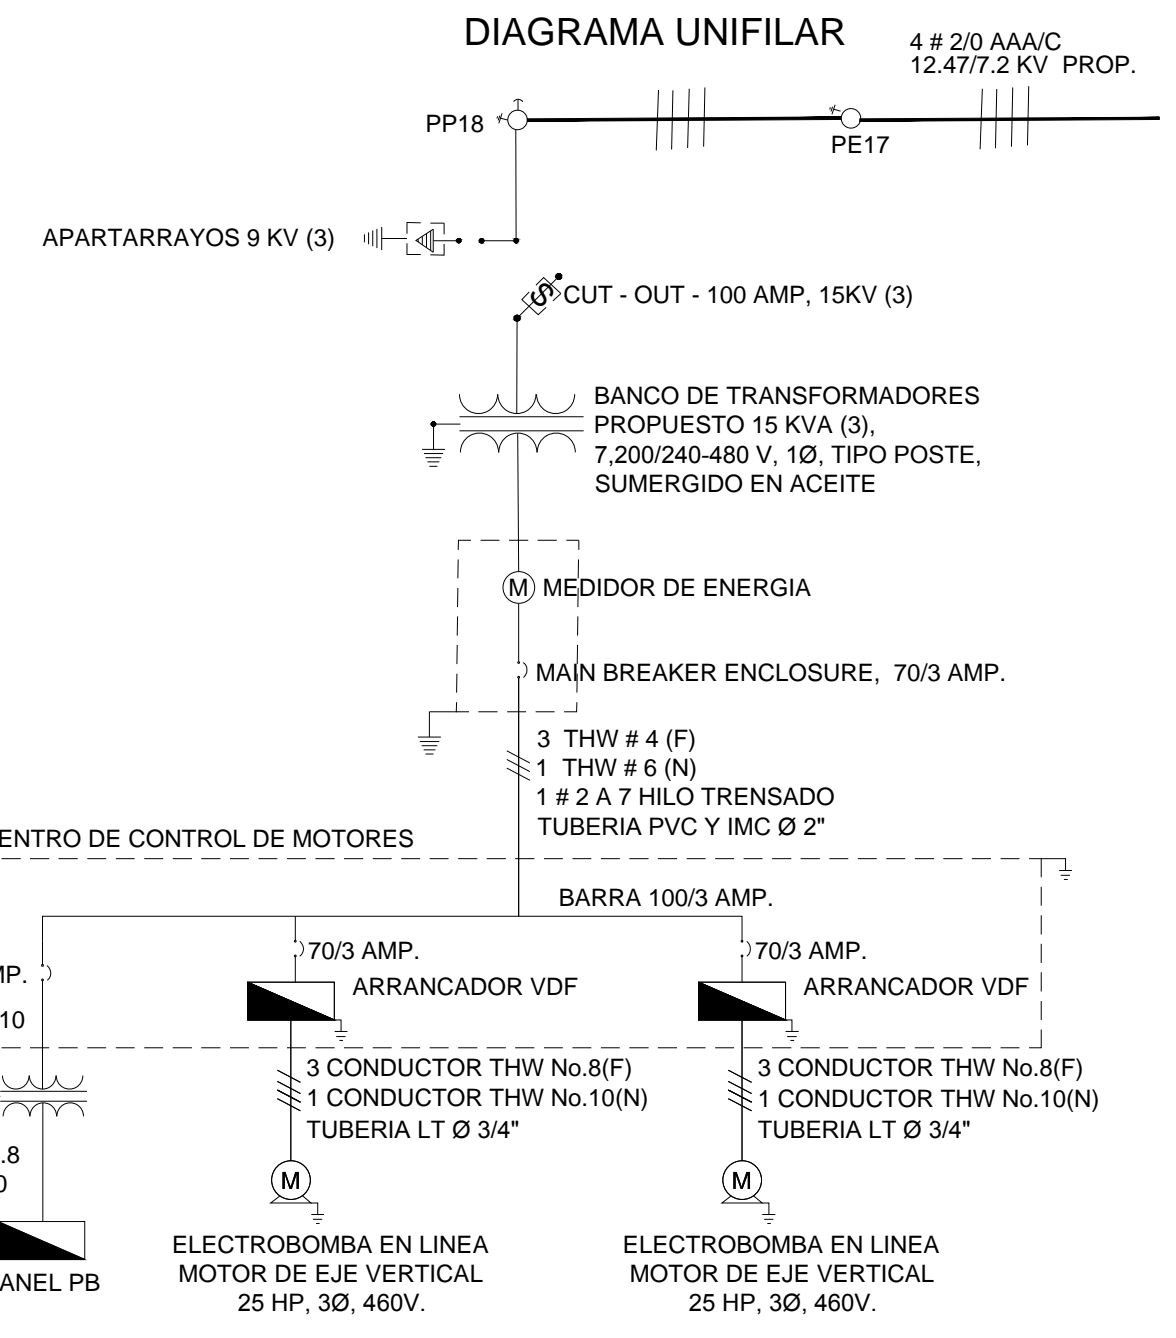 DIAGRAMA UNIFILAR
4 # 2/0 AAA/C
12.47/7.2 KV PROP.
PP18
PE17
APARTARRAYOS 9 KV (3)
CUT - OUT - 100 AMP, 15KV (3)
BANCO DE TRANSFORMADORES
PROPUESTO 15 KVA (3),
7,200/240-480 V, 1Ø, TIPO POSTE,
SUMERGIDO EN ACEITE
M MEDIDOR DE ENERGIA
MAIN BREAKER ENCLOSURE, 70/3 AMP.
3 THW # 4 (F)
1 THW # 6 (N)
1 # 2 A 7 HILO TRENSADO
TUBERIA PVC Y IMC Ø 2"
ENTRO DE CONTROL DE MOTORES
BARRA 100/3 AMP.
MP.
70/3 AMP.
70/3 AMP.
ARRANCADOR VDF
ARRANCADOR VDF
10
3 CONDUCTOR THW No.8(F)
1 CONDUCTOR THW No.10(N)
TUBERIA LT Ø 3/4"
3 CONDUCTOR THW No.8(F)
1 CONDUCTOR THW No.10(N)
TUBERIA LT Ø 3/4"
.8
0
M
M
ANEL PB
ELECTROBOMBA EN LINEA
MOTOR DE EJE VERTICAL
25 HP, 3Ø, 460V.
ELECTROBOMBA EN LINEA
MOTOR DE EJE VERTICAL
25 HP, 3Ø, 460V.